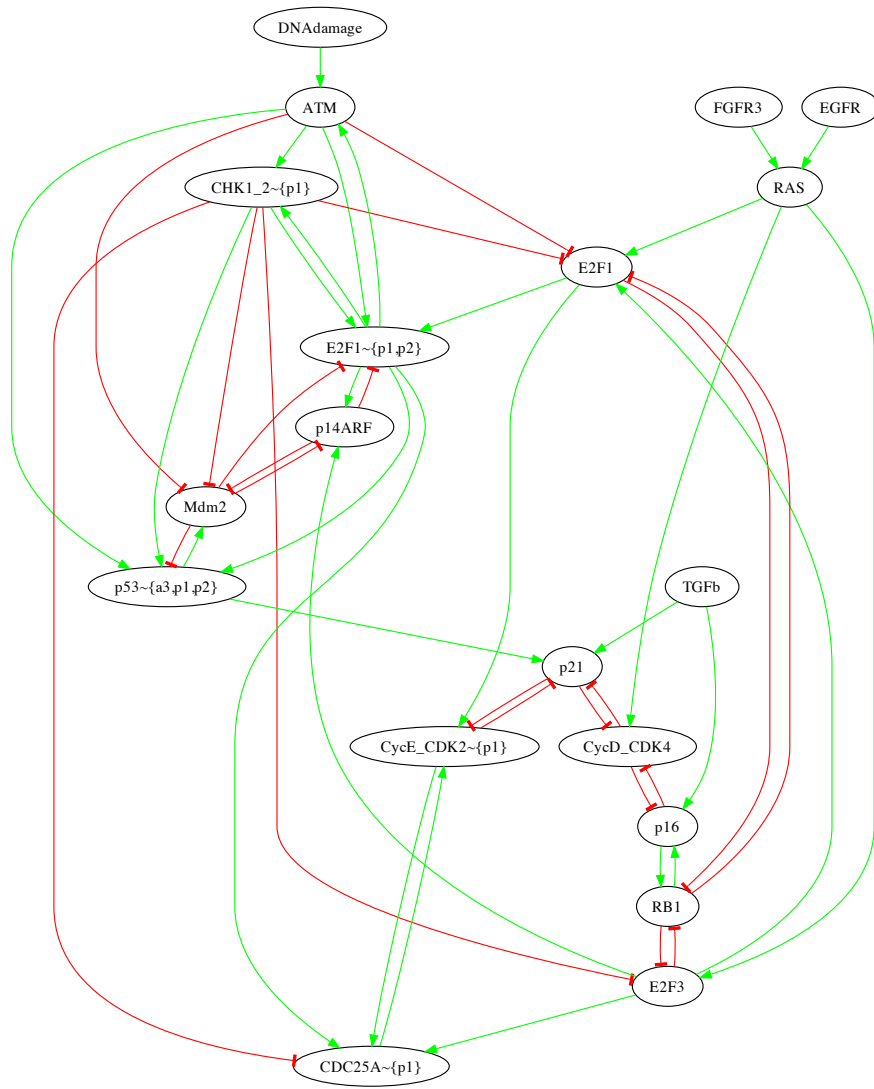 DNAdamage
ATM
FGFR3
EGFR
CHK1_2~{p1}
RAS
E2F1
E2F1~{p1,p2}
p14ARF
Mdm2
p53~{a3,p1,p2}
TGFb
p21
CycE_CDK2~{p1}
CycD_CDK4
p16
RB1
E2F3
CDC25A~{p1}